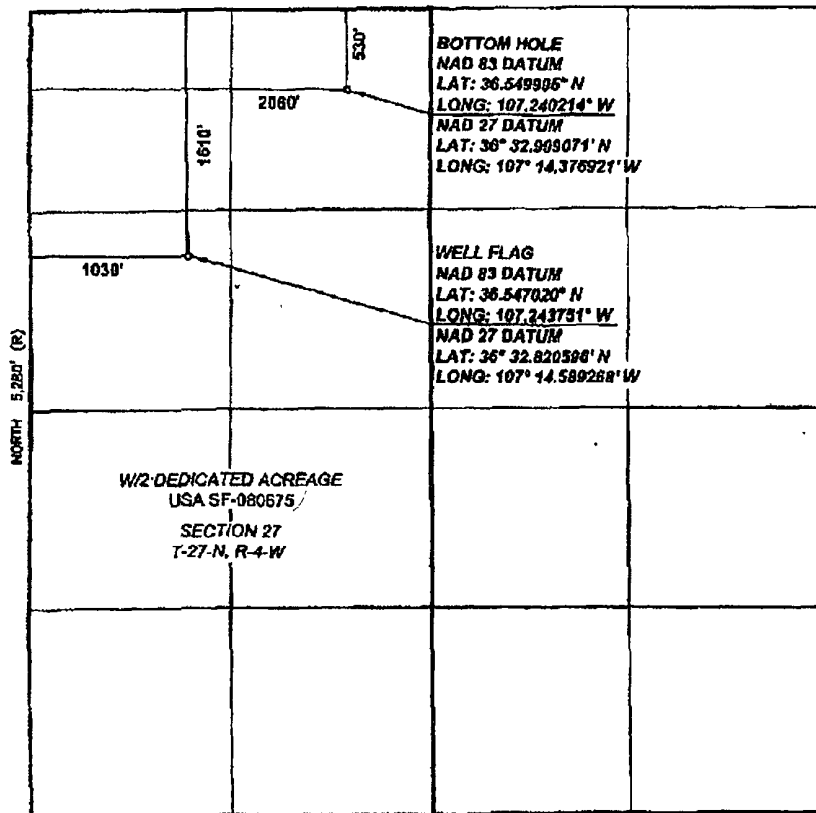 530'
2060'
1610'
BOTTOM HOLE
NAD 83 DATUM
LAT: 36.549995° N
LONG: 107.240214° W
NAD 27 DATUM
LAT: 36° 32.909071' N
LONG: 107° 14.376921' W
1030'
WELL FLAG
NAD 83 DATUM
LAT: 36.547020° N
LONG: 107.243751° W
NAD 27 DATUM
LAT: 36° 32.820596' N
LONG: 107° 14.589268' W
NORTH 5,280' (R)
W/2 DEDICATED ACREAGE
USA SF-080675
SECTION 27
T-27-N, R-4-W